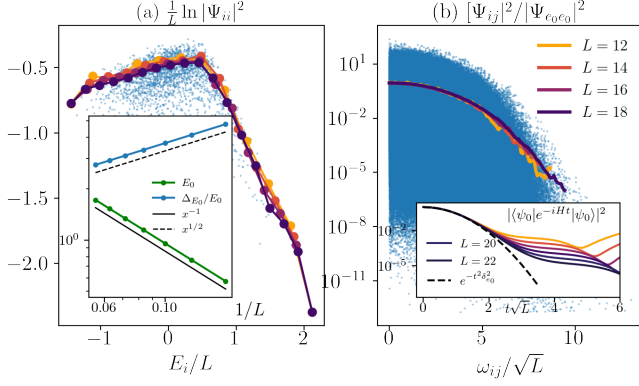 (a) $\frac{1}{L} \ln |\Psi_{ii}|^2$
−0.5
−1.0
−1.5
−2.0
−1 0 1 2
$E_i/L$
$E_0$
$\Delta_{E_0}/E_0$
$x^{-1}$
$x^{1/2}$
$10^0$
0.06 0.10
$1/L$
(b) $[\Psi_{ij}|^2/|\Psi_{e_0 e_0}|^2$
$10^1$
$10^{-2}$
$10^{-5}$
$10^{-8}$
$10^{-11}$
L = 12
L = 14
L = 16
L = 18
$|\langle\psi_0|e^{-iHt}|\psi_0\rangle|^2$
$10^{-2}$
$10^{-5}$
L = 20
L = 22
$e^{-t^2\delta^2_{e_0}}$
0 2 4 6
$t\sqrt{L}$
0 5 10
$\omega_{ij}/\sqrt{L}$